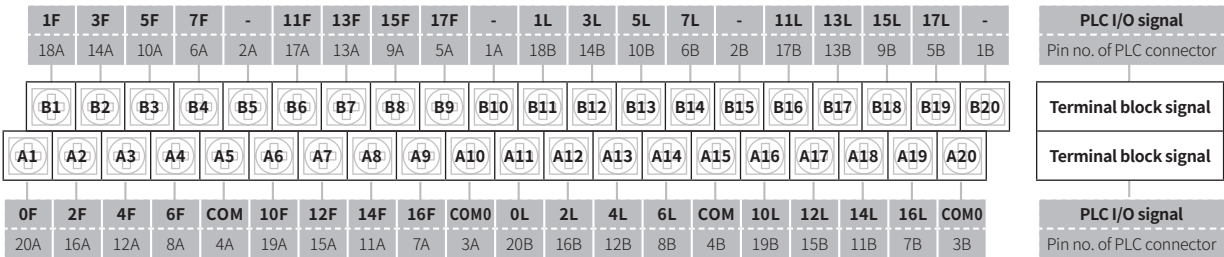 1F 3F 5F 7F - 11F 13F 15F 17F - 1L 3L 5L 7L - 11L 13L 15L 17L - PLC I/O signal
18A 14A 10A 6A 2A 17A 13A 9A 5A 1A 18B 14B 10B 6B 2B 17B 13B 9B 5B 1B Pin no. of PLC connector
B1 B2 B3 B4 B5 B6 B7 B8 B9 B10 B11 B12 B13 B14 B15 B16 B17 B18 B19 B20 Terminal block signal
A1 A2 A3 A4 A5 A6 A7 A8 A9 A10 A11 A12 A13 A14 A15 A16 A17 A18 A19 A20 Terminal block signal
0F 2F 4F 6F COM 10F 12F 14F 16F COM0 0L 2L 4L 6L COM 10L 12L 14L 16L COM0 PLC I/O signal
20A 16A 12A 8A 4A 19A 15A 11A 7A 3A 20B 16B 12B 8B 4B 19B 15B 11B 7B 3B Pin no. of PLC connector